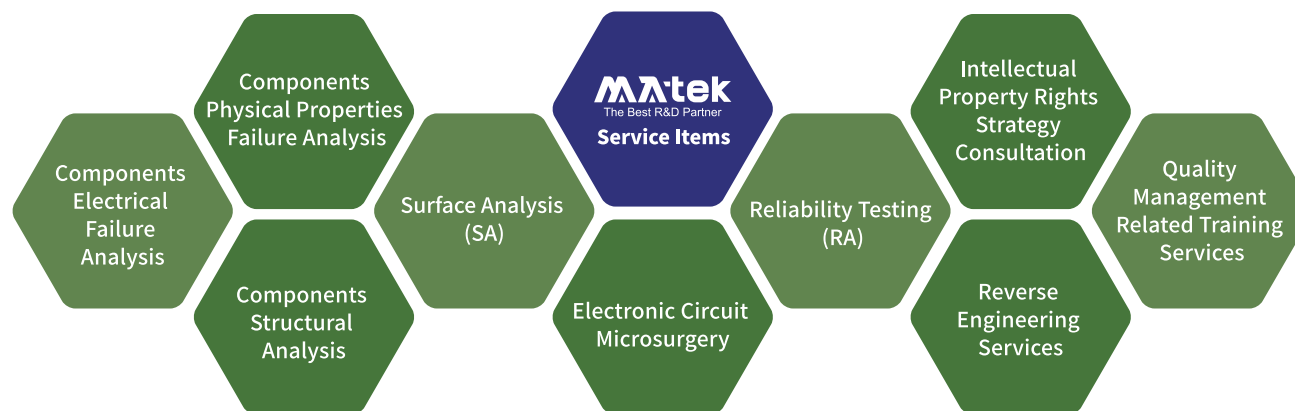 Components
Electrical
Failure
Analysis
Components
Physical Properties
Failure Analysis
Components
Structural
Analysis
Surface Analysis
(SA)
MA-tek
The Best R&D Partner
Service Items
Electronic Circuit
Microsurgery
Reliability Testing
(RA)
Intellectual
Property Rights
Strategy
Consultation
Reverse
Engineering
Services
Quality
Management
Related Training
Services